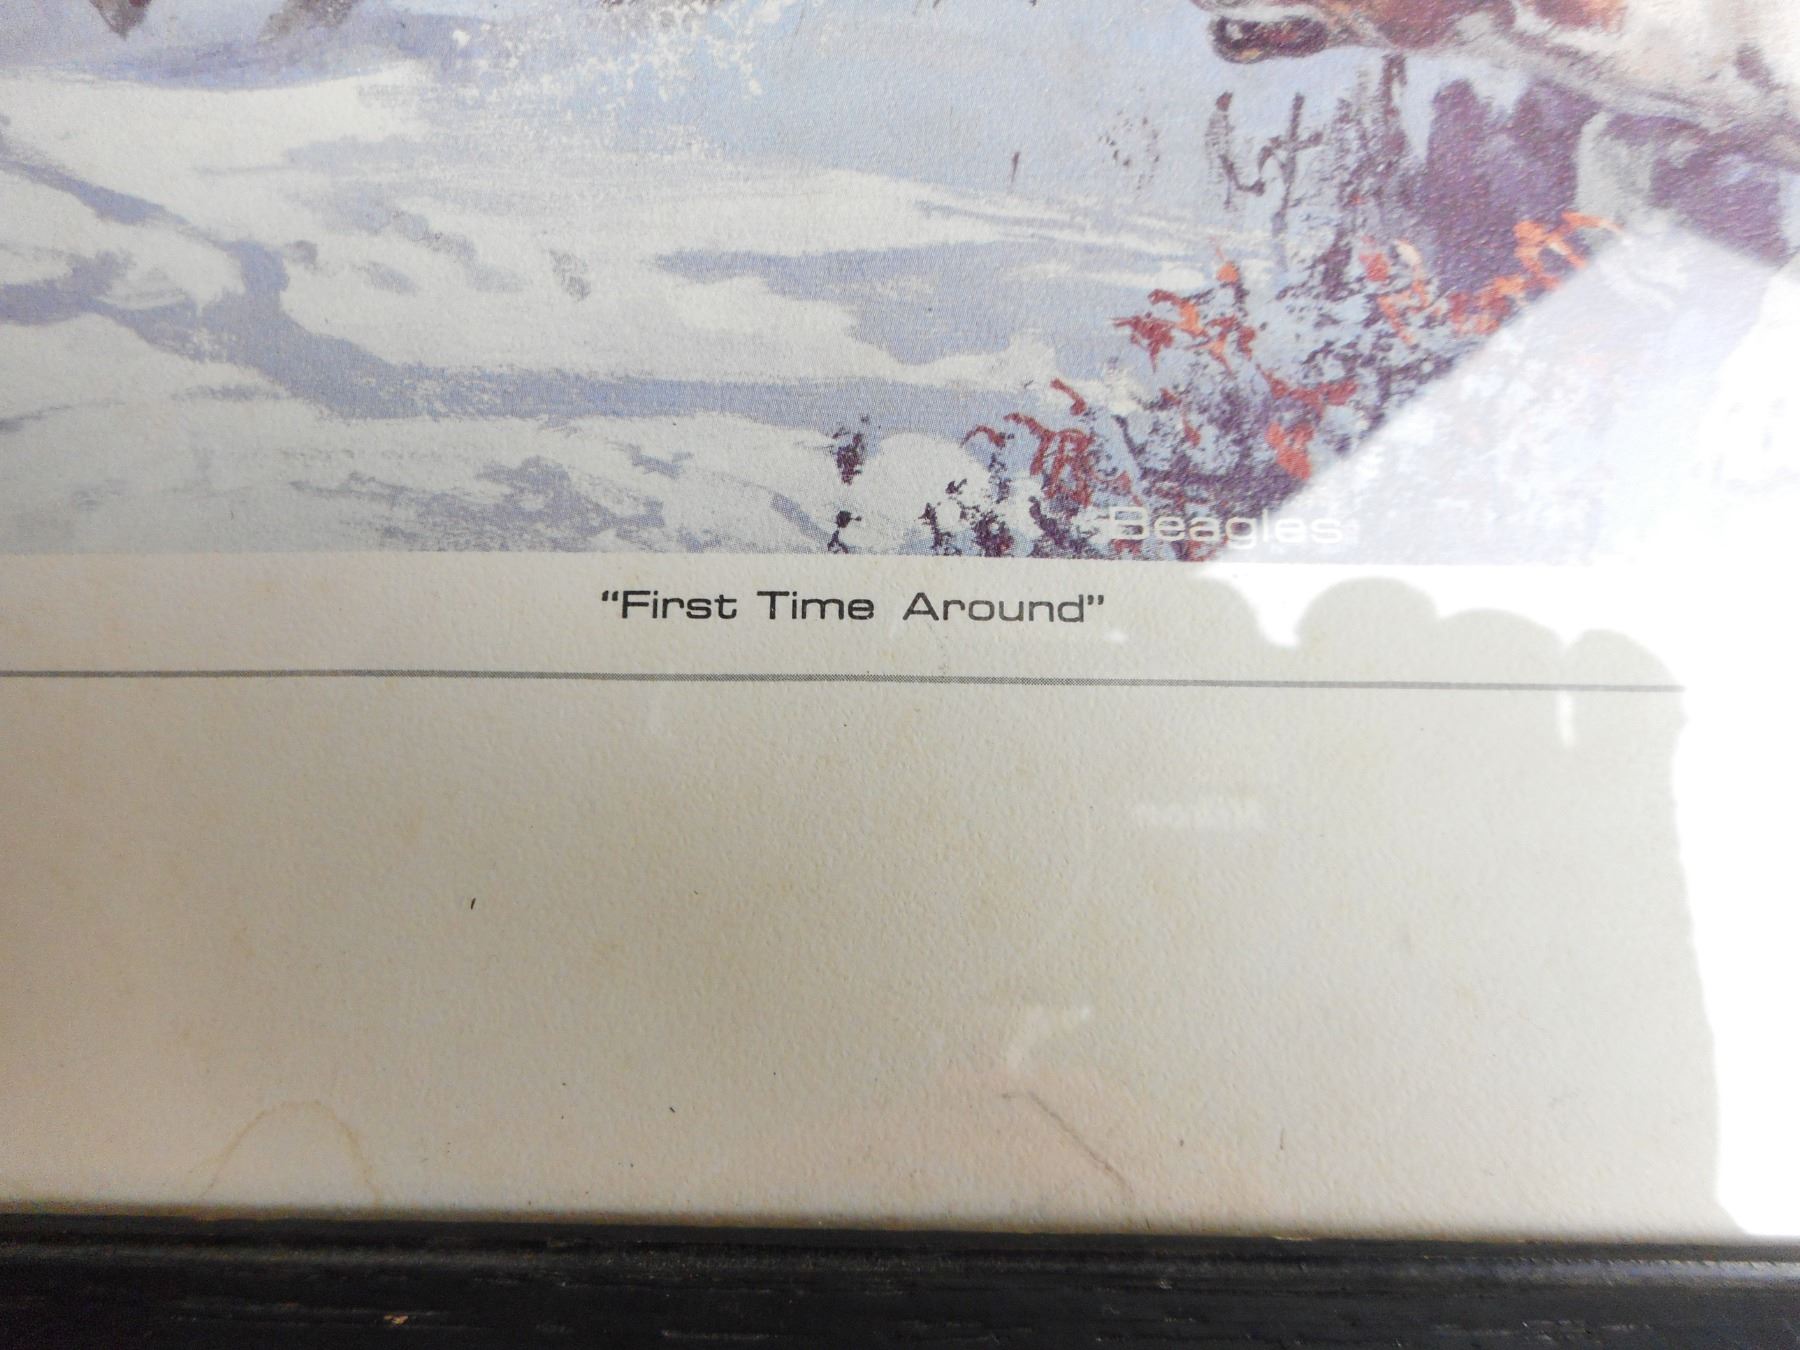 Beagles
“First Time Around”